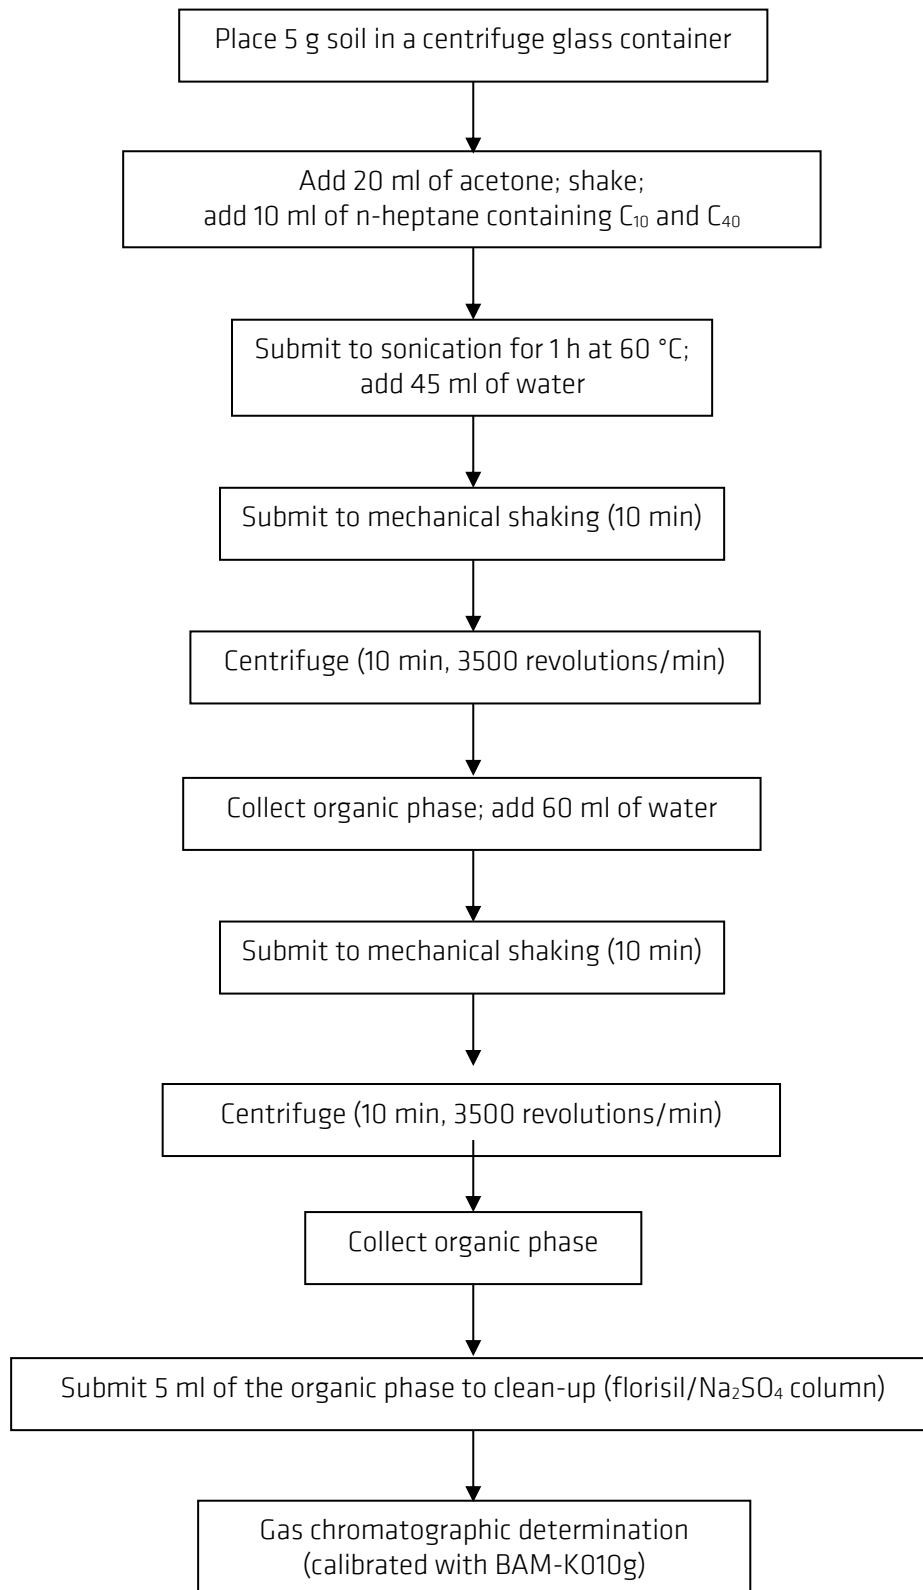 Place 5 g soil in a centrifuge glass container
Add 20 ml of acetone; shake;
add 10 ml of n-heptane containing C₁₀ and C₄₀
Submit to sonication for 1 h at 60 °C;
add 45 ml of water
Submit to mechanical shaking (10 min)
Centrifuge (10 min, 3500 revolutions/min)
Collect organic phase; add 60 ml of water
Submit to mechanical shaking (10 min)
Centrifuge (10 min, 3500 revolutions/min)
Collect organic phase
Submit 5 ml of the organic phase to clean-up (florisil/Na₂SO₄ column)
Gas chromatographic determination
(calibrated with BAM-K010g)